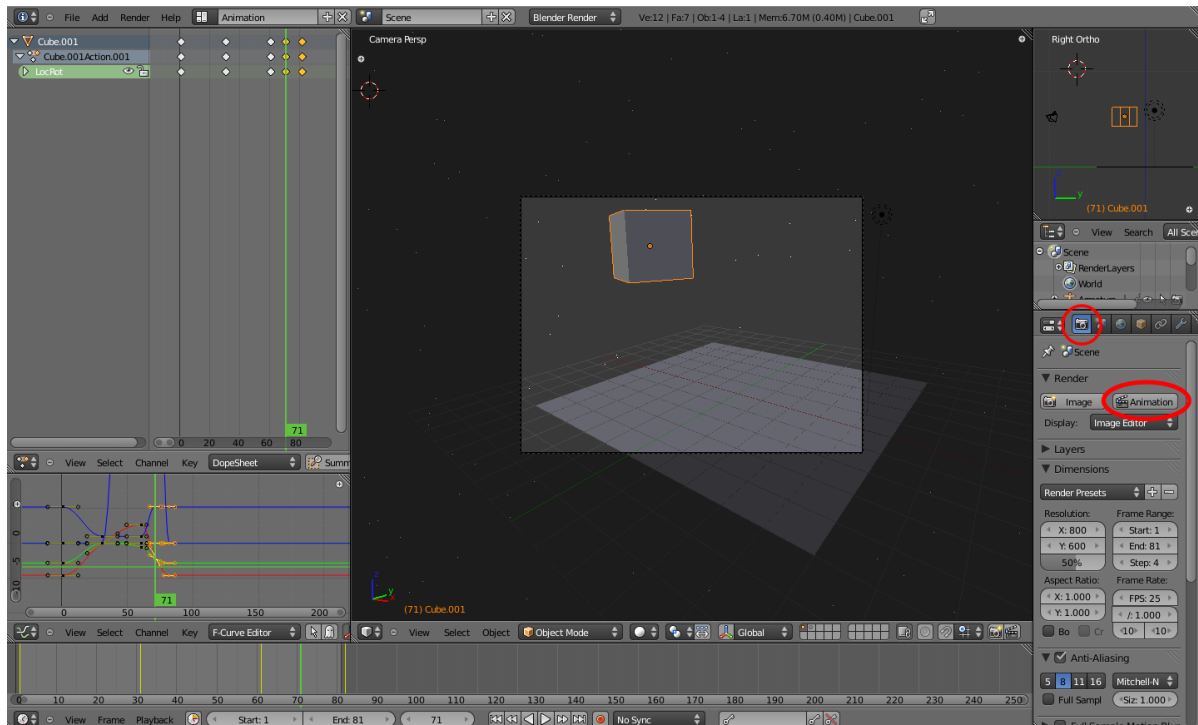 File Add Render Help Animation Scene Blender Render Ve:12 | Fa:7 | Ob:1-4 | La:1 | Mem:6.70M (0.40M) | Cube.001
Cube.001
Cube.001Action.001
LocRot
71
0 20 40 60 80
View Select Channel Key DopeSheet Summ
71
0 50 100 150 200
-5
0
10
View Select Channel Key F-Curve Editor
Camera Persp
z
y
x
(71) Cube.001
View Select Object Object Mode Global
Right Ortho
z
y
(71) Cube.001
View Search All Sce
Scene
RenderLayers
World
Armature
Scene
Render
Image Animation
Display: Image Editor
Layers
Dimensions
Render Presets
Resolution: Frame Range:
X: 800 Start: 1
Y: 600 End: 81
50% Step: 4
Aspect Ratio: Frame Rate:
X: 1.000 FPS: 25
Y: 1.000 /: 1.000
Bo Cr 10 10
Anti-Aliasing
5 8 11 16 Mitchell-N
Full Sampl Siz: 1.000
Full Sample Motion Blur
0 10 20 30 40 50 60 70 80 90 100 110 120 130 140 150 160 170 180 190 200 210 220 230 240 250
View Frame Playback Start: 1 End: 81 71 No Sync